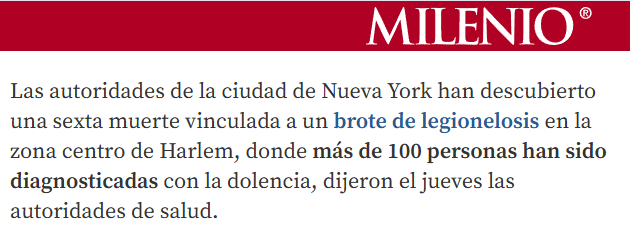 MILENIO®
Las autoridades de la ciudad de Nueva York han descubierto
una sexta muerte vinculada a un brote de legionelosis en la
zona centro de Harlem, donde más de 100 personas han sido
diagnosticadas con la dolencia, dijeron el jueves las
autoridades de salud.